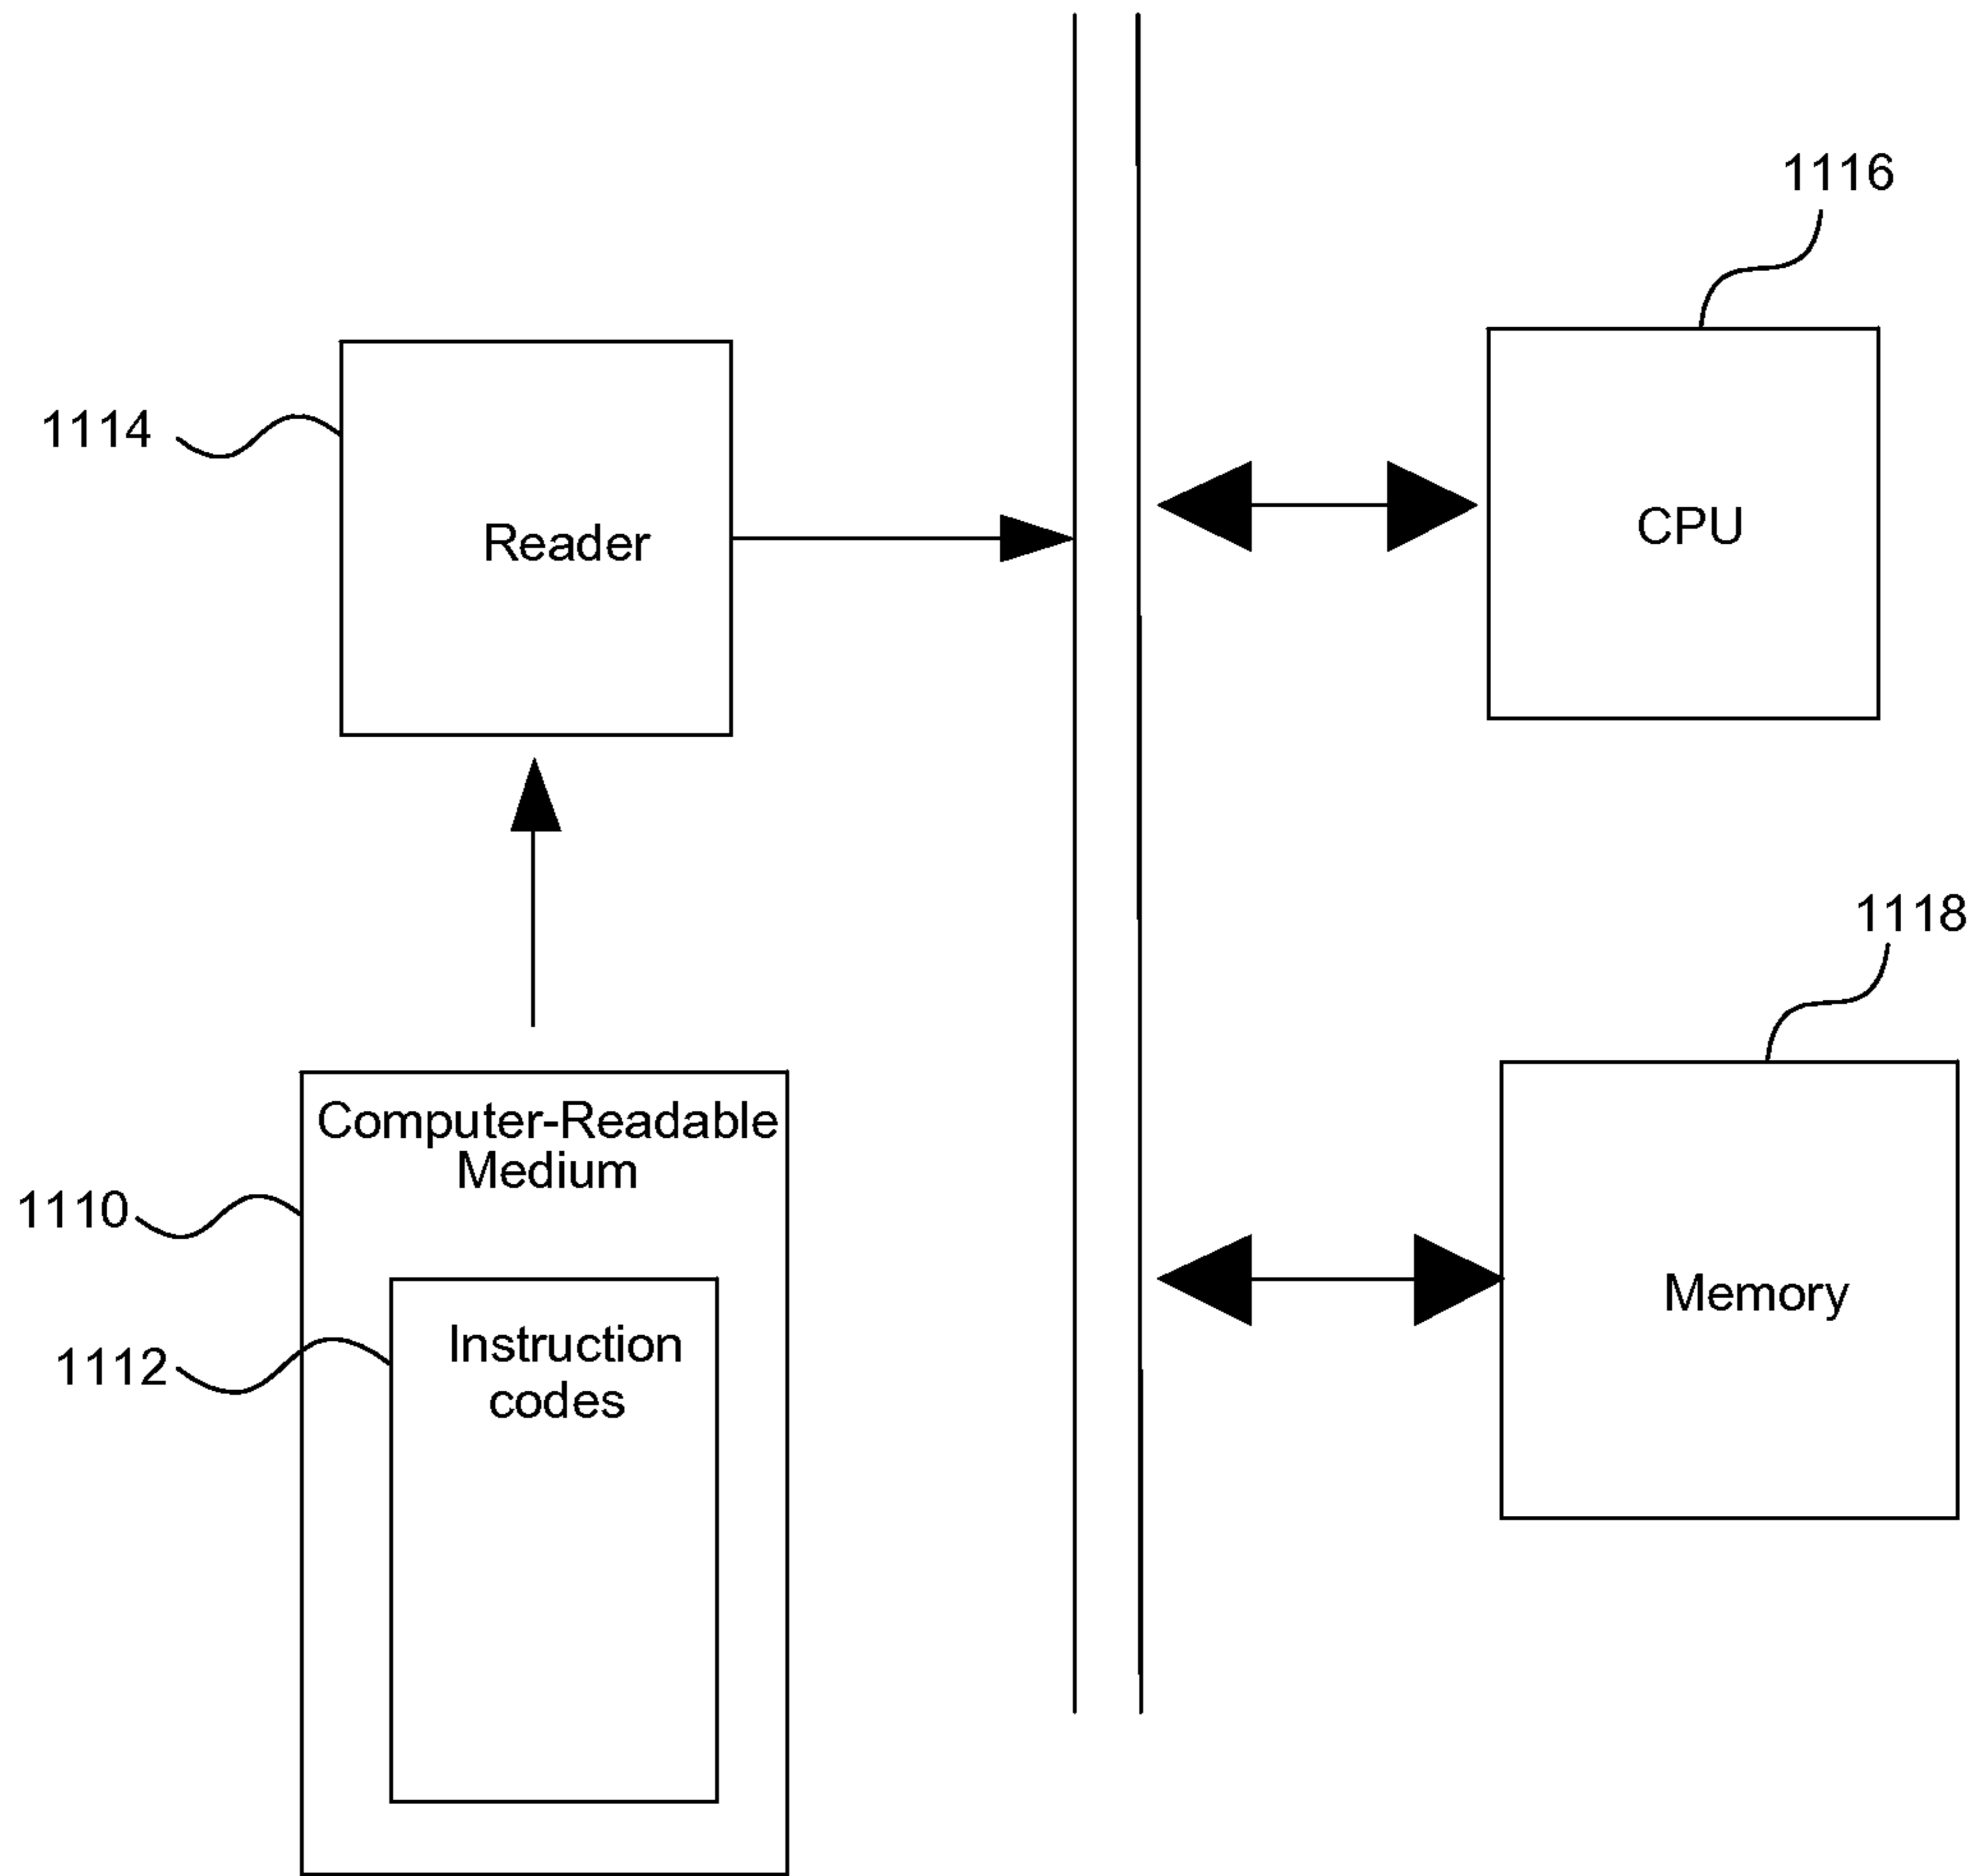 1116
1114
Reader
CPU
1118
Computer-Readable
Medium
1110
Memory
Instruction
codes
1112